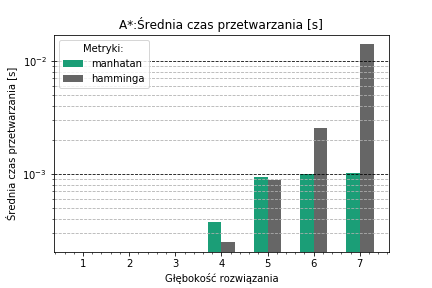 A*:Średnia czas przetwarzania [s]
Metryki:
manhatan
hamminga
Średnia czas przetwarzania [s]
10⁻²
10⁻³
1 2 3 4 5 6 7
Głębokość rozwiązania